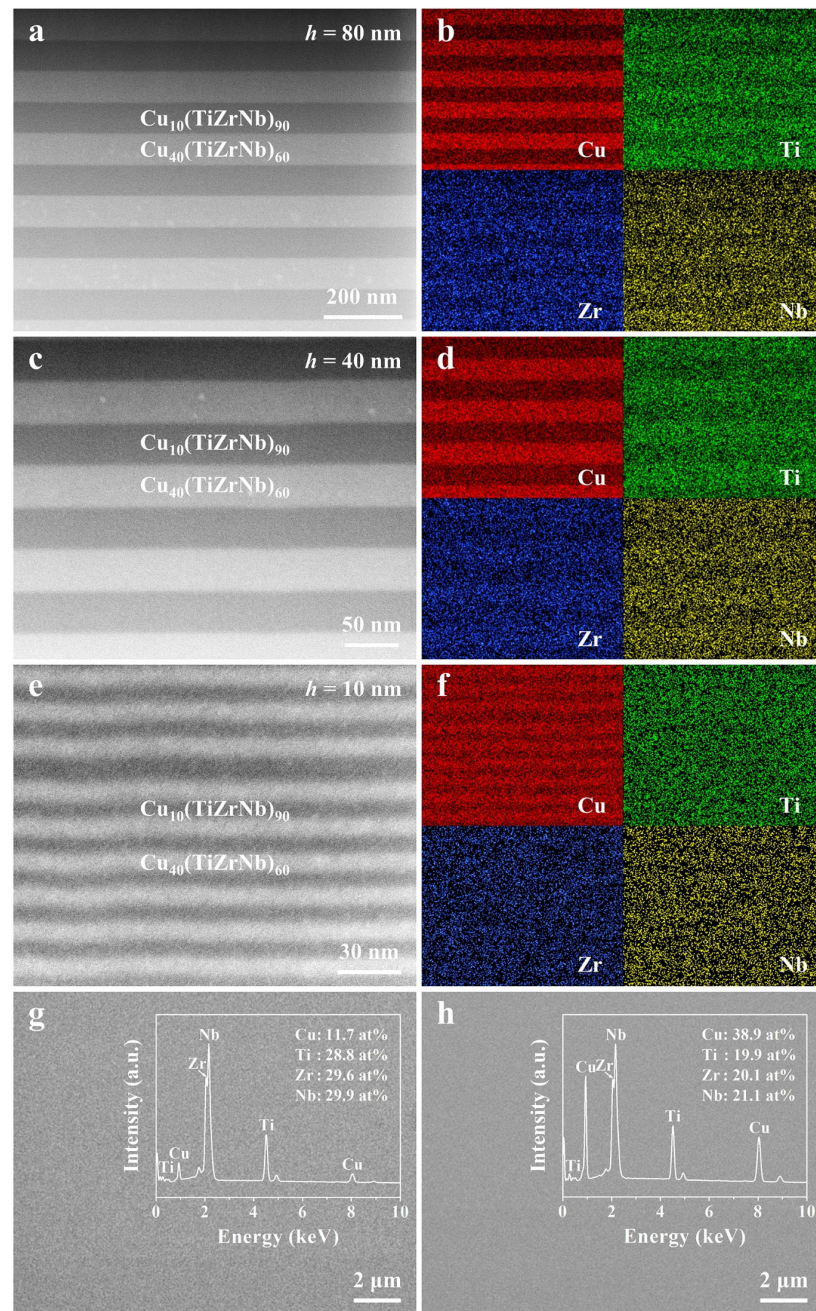 a
h = 80 nm
Cu₁₀(TiZrNb)₉₀
Cu₄₀(TiZrNb)₆₀
200 nm
b
Cu
Ti
Zr
Nb
c
h = 40 nm
Cu₁₀(TiZrNb)₉₀
Cu₄₀(TiZrNb)₆₀
50 nm
d
Cu
Ti
Zr
Nb
e
h = 10 nm
Cu₁₀(TiZrNb)₉₀
Cu₄₀(TiZrNb)₆₀
30 nm
f
Cu
Ti
Zr
Nb
g
Intensity (a.u.)
Nb
Zr
Ti
Cu
Ti
Cu
Cu: 11.7 at%
Ti : 28.8 at%
Zr: 29.6 at%
Nb: 29.9 at%
0 2 4 6 8 10
Energy (keV)
2 μm
h
Intensity (a.u.)
Nb
Zr
Cu
Ti
Ti
Cu
Cu: 38.9 at%
Ti : 19.9 at%
Zr: 20.1 at%
Nb: 21.1 at%
0 2 4 6 8 10
Energy (keV)
2 μm